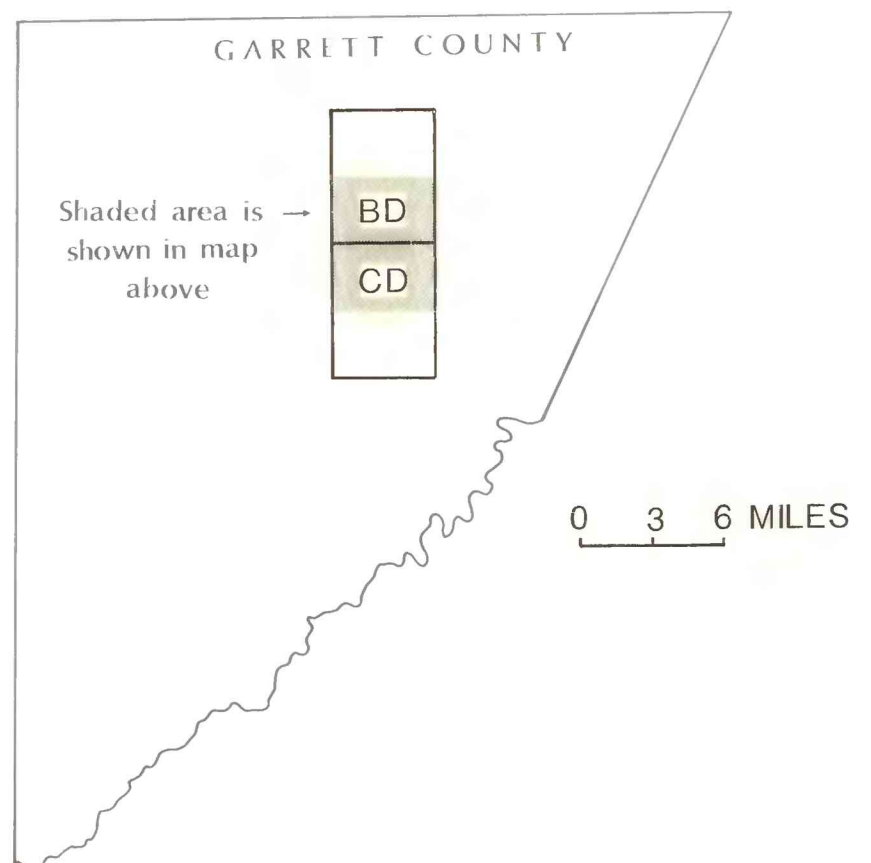 GARRETT COUNTY
Shaded area is →
shown in map
above
BD
CD
0 3 6 MILES